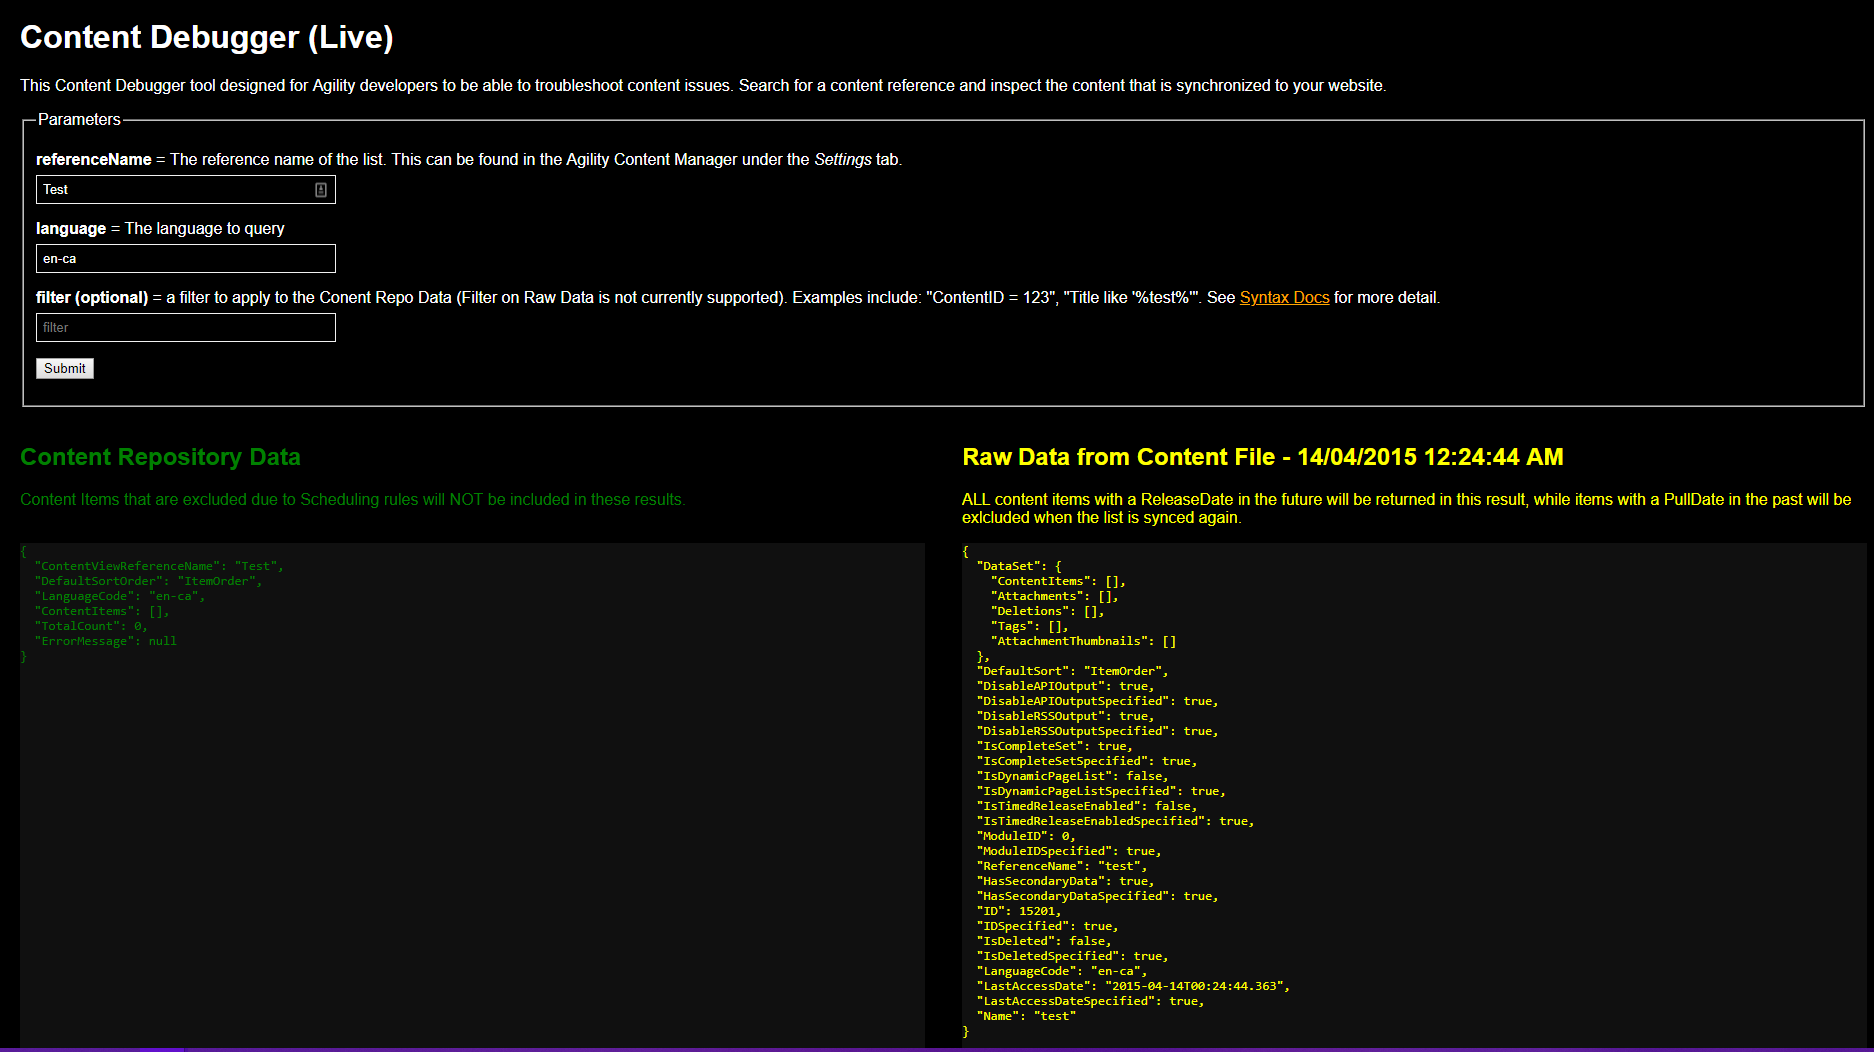 Content Debugger (Live)
This Content Debugger tool designed for Agility developers to be able to troubleshoot content issues. Search for a content reference and inspect the content that is synchronized to your website.
Parameters
referenceName = The reference name of the list. This can be found in the Agility Content Manager under the Settings tab.
Test
language = The language to query
en-ca
filter (optional) = a filter to apply to the Conent Repo Data (Filter on Raw Data is not currently supported). Examples include: "ContentID = 123", "Title like '%test%'". See Syntax Docs for more detail.
filter
Submit
Content Repository Data
Content Items that are excluded due to Scheduling rules will NOT be included in these results.
{
"ContentViewReferenceName": "Test",
"DefaultSortOrder": "ItemOrder",
"LanguageCode": "en-ca",
"ContentItems": [],
"TotalCount": 0,
"ErrorMessage": null
}
Raw Data from Content File - 14/04/2015 12:24:44 AM
ALL content items with a ReleaseDate in the future will be returned in this result, while items with a PullDate in the past will be
exlcluded when the list is synced again.
{
"DataSet": {
"ContentItems": [],
"Attachments": [],
"Deletions": [],
"Tags": [],
"AttachmentThumbnails": []
},
"DefaultSort": "ItemOrder",
"DisableAPIOutput": true,
"DisableAPIOutputSpecified": true,
"DisableRSSOutput": true,
"DisableRSSOutputSpecified": true,
"IsCompleteSet": true,
"IsCompleteSetSpecified": true,
"IsDynamicPageList": false,
"IsDynamicPageListSpecified": true,
"IsTimedReleaseEnabled": false,
"IsTimedReleaseEnabledSpecified": true,
"ModuleID": 0,
"ModuleIDSpecified": true,
"ReferenceName": "test",
"HasSecondaryData": true,
"HasSecondaryDataSpecified": true,
"ID": 15201,
"IDSpecified": true,
"IsDeleted": false,
"IsDeletedSpecified": true,
"LanguageCode": "en-ca",
"LastAccessDate": "2015-04-14T00:24:44.363",
"LastAccessDateSpecified": true,
"Name": "test"
}